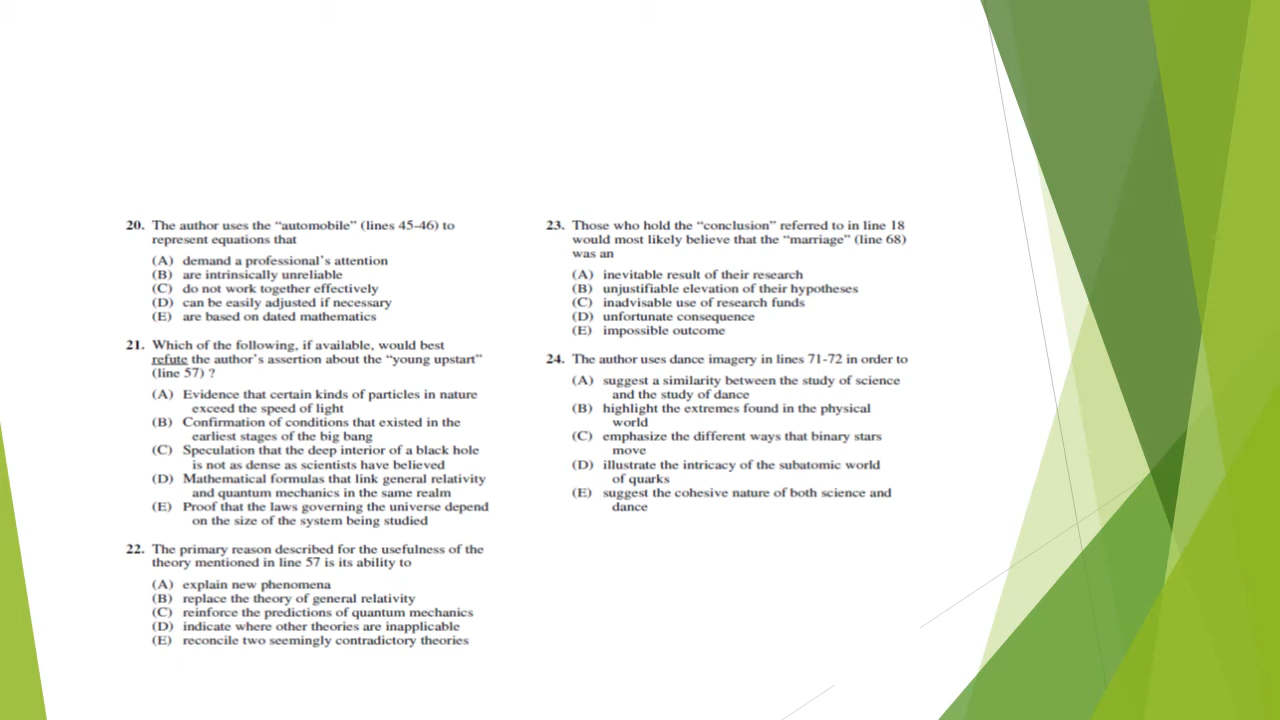 20. The author uses the “automobile” (lines 45-46) to
represent equations that
(A) demand a professional’s attention
(B) are intrinsically unreliable
(C) do not work together effectively
(D) can be easily adjusted if necessary
(E) are based on dated mathematics
21. Which of the following, if available, would best
refute the author’s assertion about the “young upstart”
(line 57) ?
(A) Evidence that certain kinds of particles in nature
exceed the speed of light
(B) Confirmation of conditions that existed in the
earliest stages of the big bang
(C) Speculation that the deep interior of a black hole
is not as dense as scientists have believed
(D) Mathematical formulas that link general relativity
and quantum mechanics in the same realm
(E) Proof that the laws governing the universe depend
on the size of the system being studied
22. The primary reason described for the usefulness of the
theory mentioned in line 57 is its ability to
(A) explain new phenomena
(B) replace the theory of general relativity
(C) reinforce the predictions of quantum mechanics
(D) indicate where other theories are inapplicable
(E) reconcile two seemingly contradictory theories
23. Those who hold the “conclusion” referred to in line 18
would most likely believe that the “marriage” (line 68)
was an
(A) inevitable result of their research
(B) unjustifiable elevation of their hypotheses
(C) inadvisable use of research funds
(D) unfortunate consequence
(E) impossible outcome
24. The author uses dance imagery in lines 71-72 in order to
(A) suggest a similarity between the study of science
and the study of dance
(B) highlight the extremes found in the physical
world
(C) emphasize the different ways that binary stars
move
(D) illustrate the intricacy of the subatomic world
of quarks
(E) suggest the cohesive nature of both science and
dance